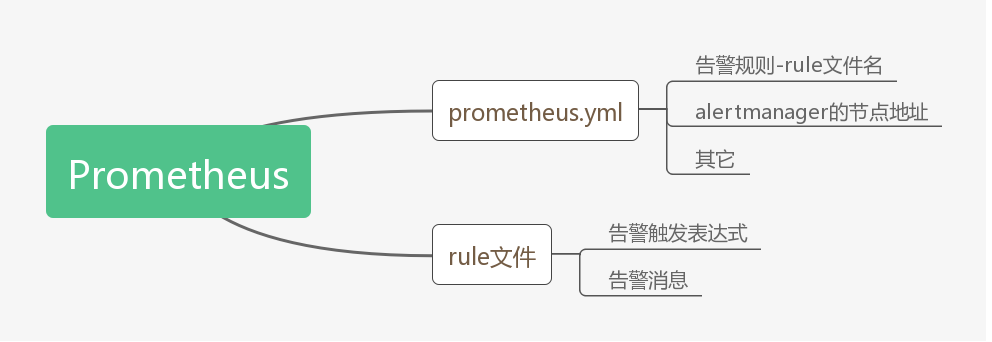 Prometheus
prometheus.yml
告警规则-rule文件名
alertmanager的节点地址
其它
rule文件
告警触发表达式
告警消息